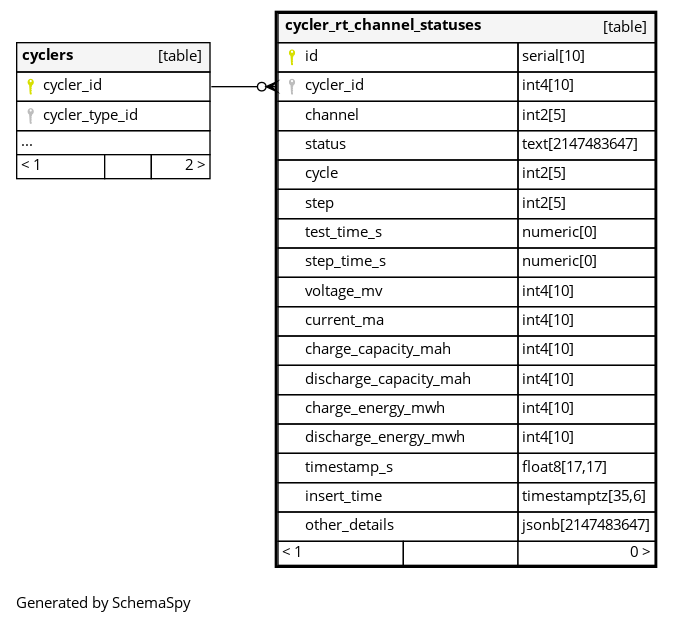 cyclers [table]
cycler_id
cycler_type_id
...
< 1 2 >
cycler_rt_channel_statuses [table]
id serial[10]
cycler_id int4[10]
channel int2[5]
status text[2147483647]
cycle int2[5]
step int2[5]
test_time_s numeric[0]
step_time_s numeric[0]
voltage_mv int4[10]
current_ma int4[10]
charge_capacity_mah int4[10]
discharge_capacity_mah int4[10]
charge_energy_mwh int4[10]
discharge_energy_mwh int4[10]
timestamp_s float8[17,17]
insert_time timestamptz[35,6]
other_details jsonb[2147483647]
< 1 0 >
Generated by SchemaSpy